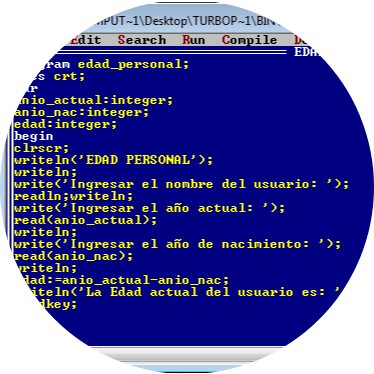 MPUT~1\Desktop\TURBOP~1\BIN
Edit Search Run Compile D
EDA
gram edad_personal;
es crt;
ar
anio_actual:integer;
anio_nac:integer;
edad:integer;
begin
clrscr;
writeln('EDAD PERSONAL');
writeln;
write('Ingresar el nombre del usuario: ');
readln;writeln;
write('Ingresar el año actual: ');
read(anio_actual);
writeln;
write('Ingresar el año de nacimiento: ');
read(anio_nac);
writeln;
edad:=anio_actual-anio_nac;
writeln('La Edad actual del usuario es: '
dkey;